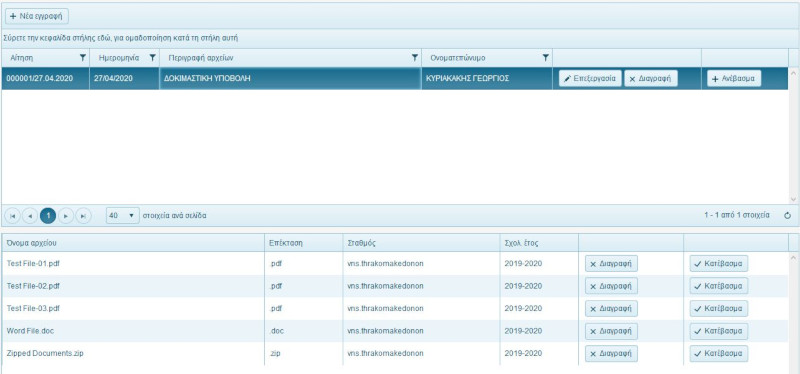 Νέα εγγραφή
Σύρετε την κεφαλίδα στήλης εδώ, για ομαδοποίηση κατά τη στήλη αυτή
Αίτηση Ημερομηνία Περιγραφή αρχείων Ονοματεπώνυμο
000001/27.04.2020 27/04/2020 ΔΟΚΙΜΑΣΤΙΚΗ ΥΠΟΒΟΛΗ ΚΥΡΙΑΚΑΚΗΣ ΓΕΩΡΓΙΟΣ Επεξεργασία Διαγραφή Ανέβασμα
1 40 στοιχεία ανά σελίδα 1 - 1 από 1 στοιχεία
Όνομα αρχείου Επέκταση Σταθμός Σχολ. έτος
Test File-01.pdf .pdf vns.thrakomakedonon 2019-2020 Διαγραφή Κατέβασμα
Test File-02.pdf .pdf vns.thrakomakedonon 2019-2020 Διαγραφή Κατέβασμα
Test File-03.pdf .pdf vns.thrakomakedonon 2019-2020 Διαγραφή Κατέβασμα
Word File.doc .doc vns.thrakomakedonon 2019-2020 Διαγραφή Κατέβασμα
Zipped Documents.zip .zip vns.thrakomakedonon 2019-2020 Διαγραφή Κατέβασμα